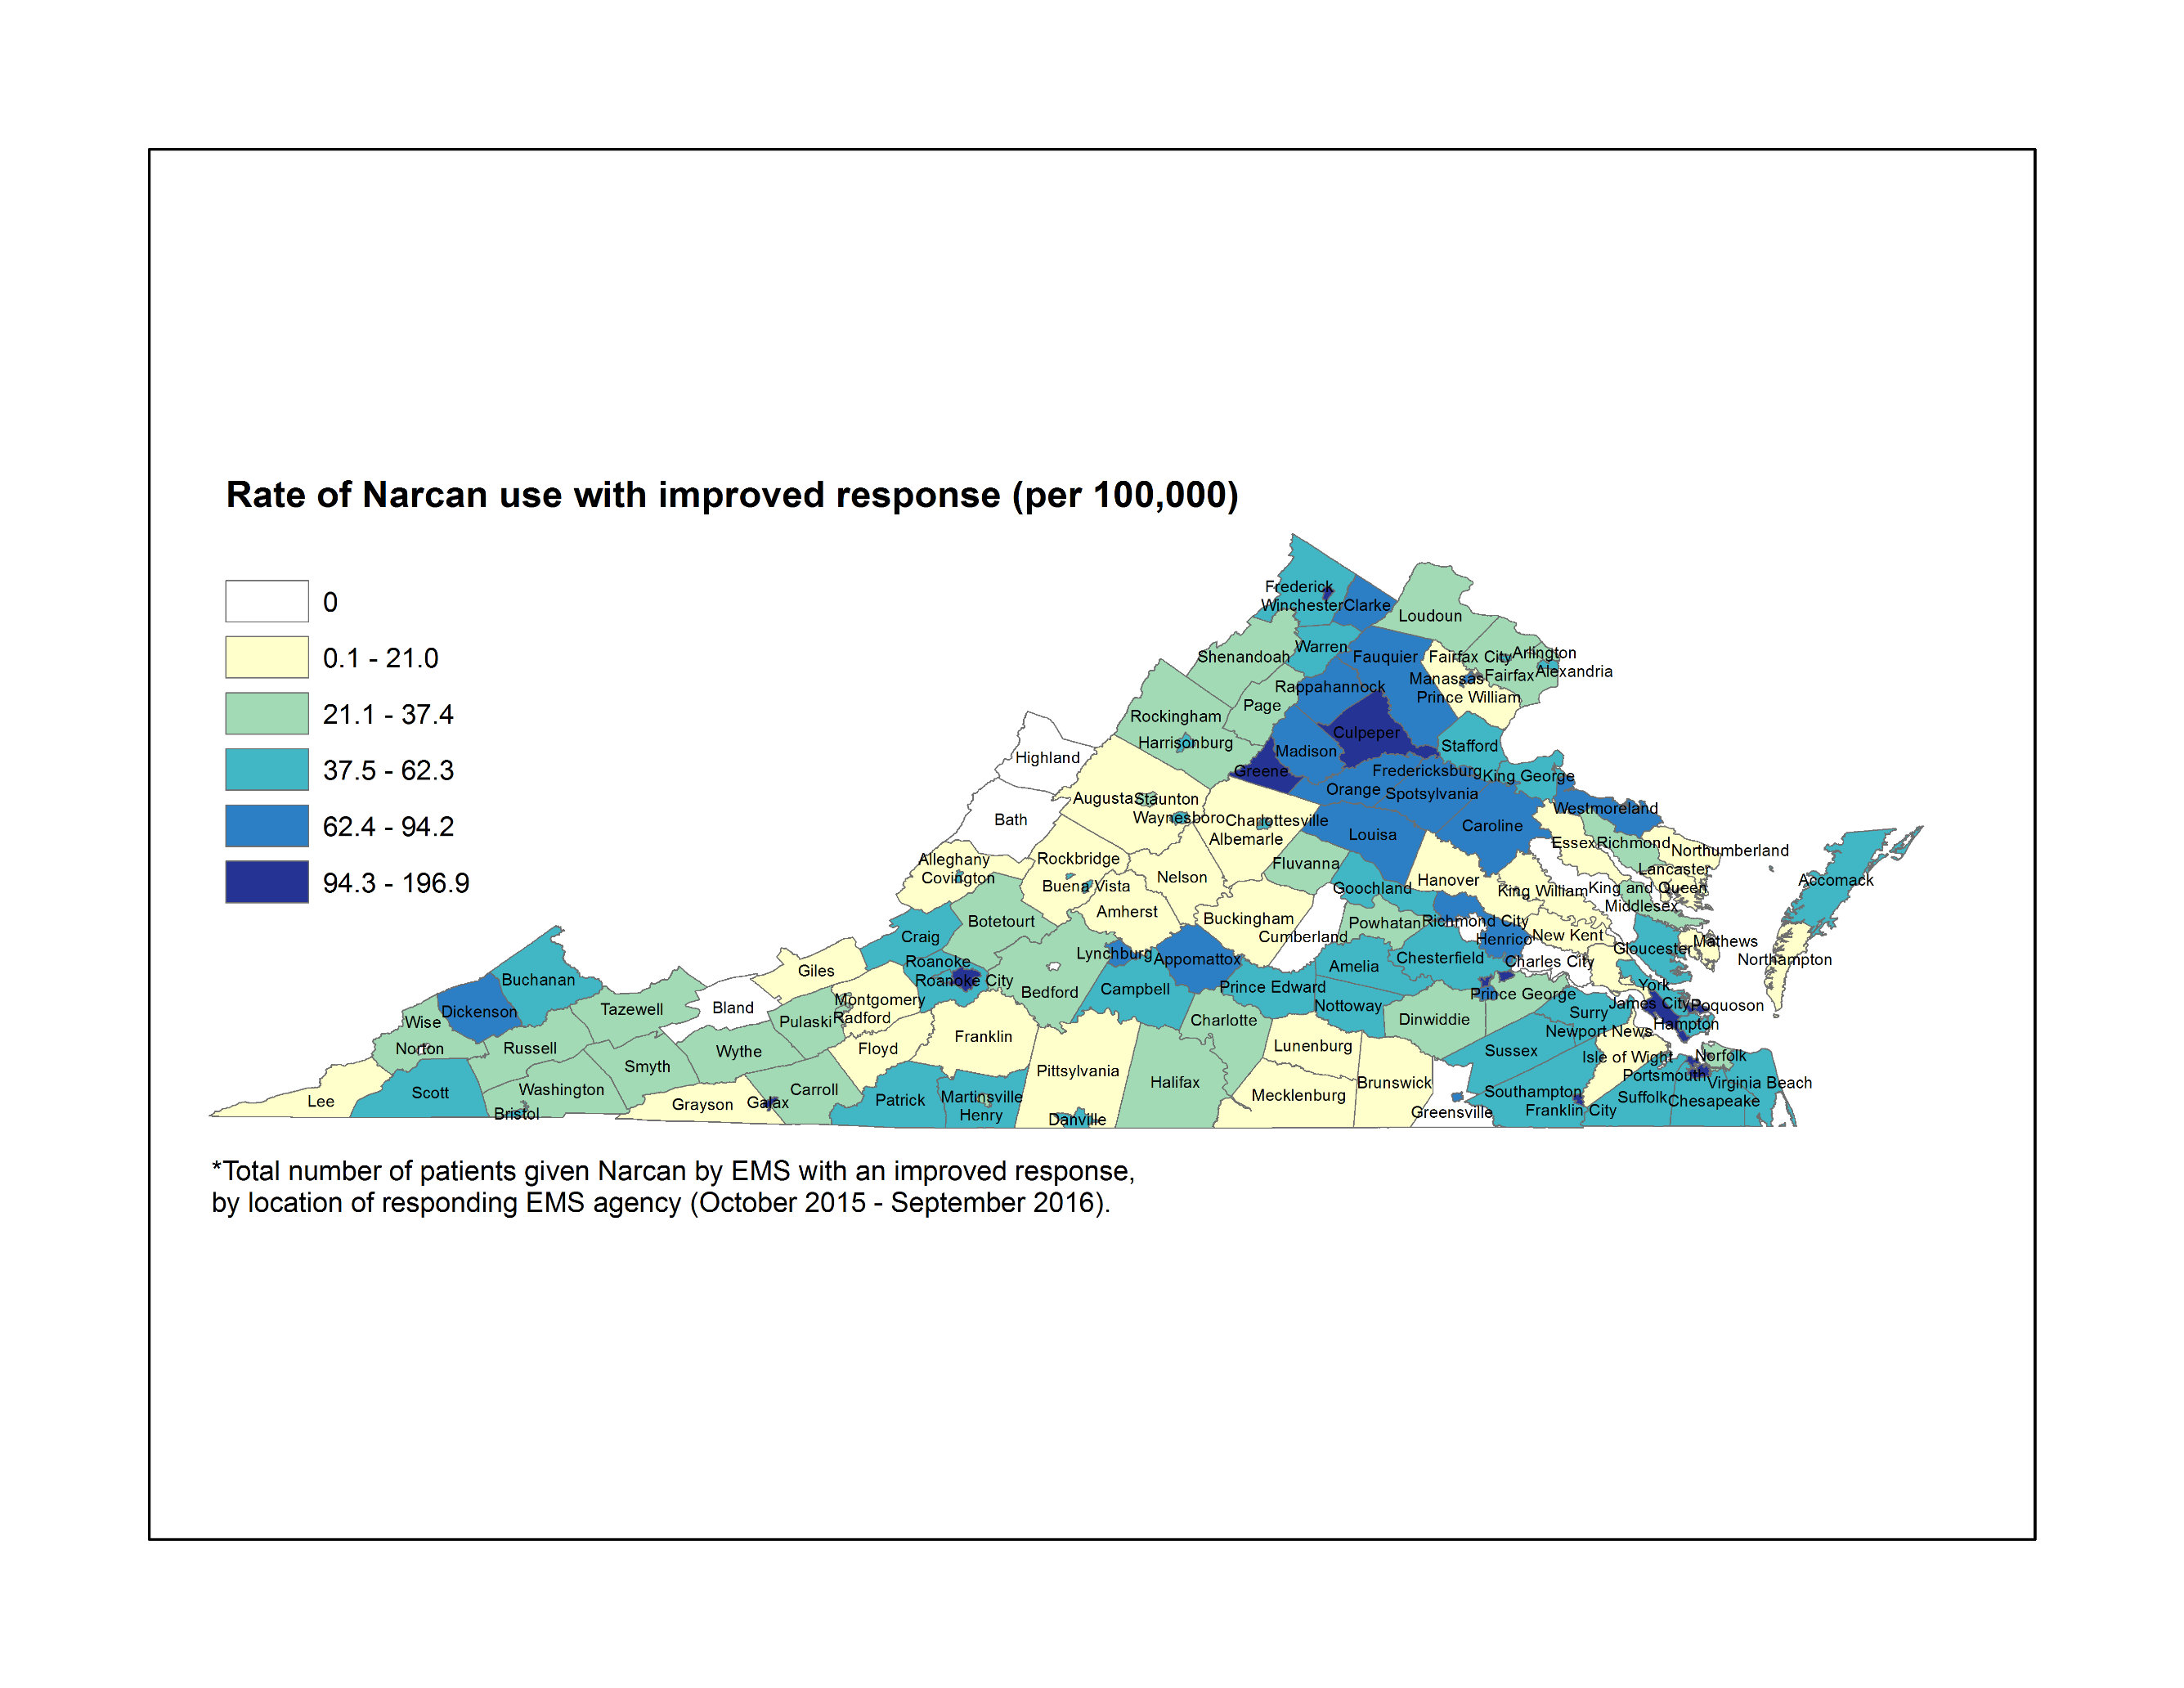 Rate of Narcan use with improved response (per 100,000)
0
0.1 - 21.0
21.1 - 37.4
37.5 - 62.3
62.4 - 94.2
94.3 - 196.9
Frederick
Winchester
Clarke
Loudoun
Shenandoah
Warren
Fauquier
Fairfax City
Arlington
Alexandria
Fairfax
Manassas
Prince William
Rappahannock
Page
Rockingham
Harrisonburg
Culpeper
Madison
Stafford
Greene
Fredericksburg
King George
Highland
Orange
Spotsylvania
Westmoreland
Augusta
Staunton
Waynesboro
Charlottesville
Albemarle
Bath
Louisa
Caroline
Essex
Richmond
Northumberland
Lancaster
Alleghany
Covington
Rockbridge
Buena Vista
Nelson
Fluvanna
Goochland
Hanover
King William
King and Queen
Middlesex
Accomack
Amherst
Buckingham
Cumberland
Powhatan
Richmond City
Henrico
New Kent
Gloucester
Mathews
Northampton
Botetourt
Craig
Roanoke
Roanoke City
Lynchburg
Appomattox
Amelia
Chesterfield
Charles City
Giles
Buchanan
Bedford
Campbell
Prince Edward
Nottoway
Prince George
York
James City
Poquoson
Hampton
Surry
Newport News
Dickenson
Tazewell
Bland
Montgomery
Radford
Pulaski
Wise
Norton
Russell
Smyth
Wythe
Floyd
Franklin
Charlotte
Dinwiddie
Lunenburg
Sussex
Isle of Wight
Norfolk
Portsmouth
Virginia Beach
Pittsylvania
Halifax
Mecklenburg
Brunswick
Southampton
Suffolk
Chesapeake
Lee
Scott
Washington
Bristol
Grayson
Galax
Carroll
Patrick
Martinsville
Henry
Danville
Greensville
Franklin City
*Total number of patients given Narcan by EMS with an improved response,
by location of responding EMS agency (October 2015 - September 2016).